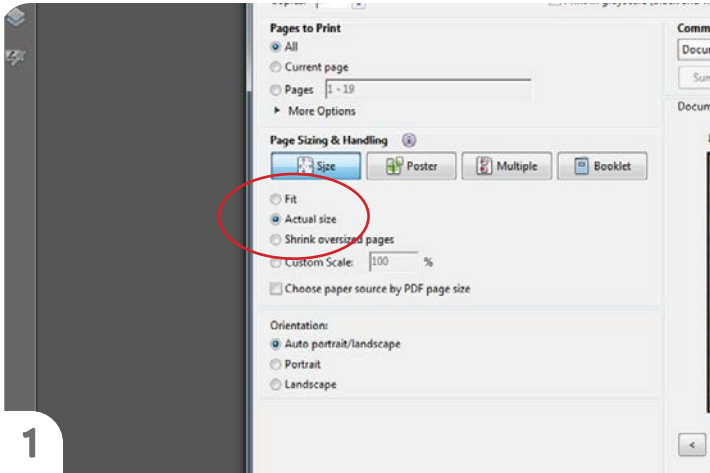 Pages to Print
All
Current page
Pages 1 - 19
More Options
Page Sizing & Handling
Size Poster Multiple Booklet
Fit
Actual size
Shrink oversized pages
Custom Scale: 100 %
Choose paper source by PDF page size
Orientation:
Auto portrait/landscape
Portrait
Landscape
1
Comm
Docur
Sun
Docum
<